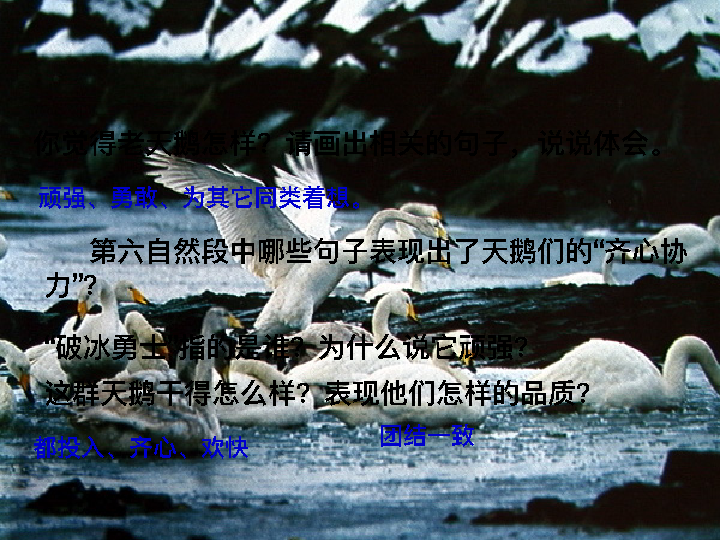 你觉得老天鹅怎样？请画出相关的句子，说说体会。
顽强、勇敢、为其它同类着想。
第六自然段中哪些句子表现出了天鹅们的“齐心协
力”？
“破冰勇士”指的是谁？为什么说它顽强？
这群天鹅干得怎么样？表现他们怎样的品质？
团结一致
都投入、齐心、欢快